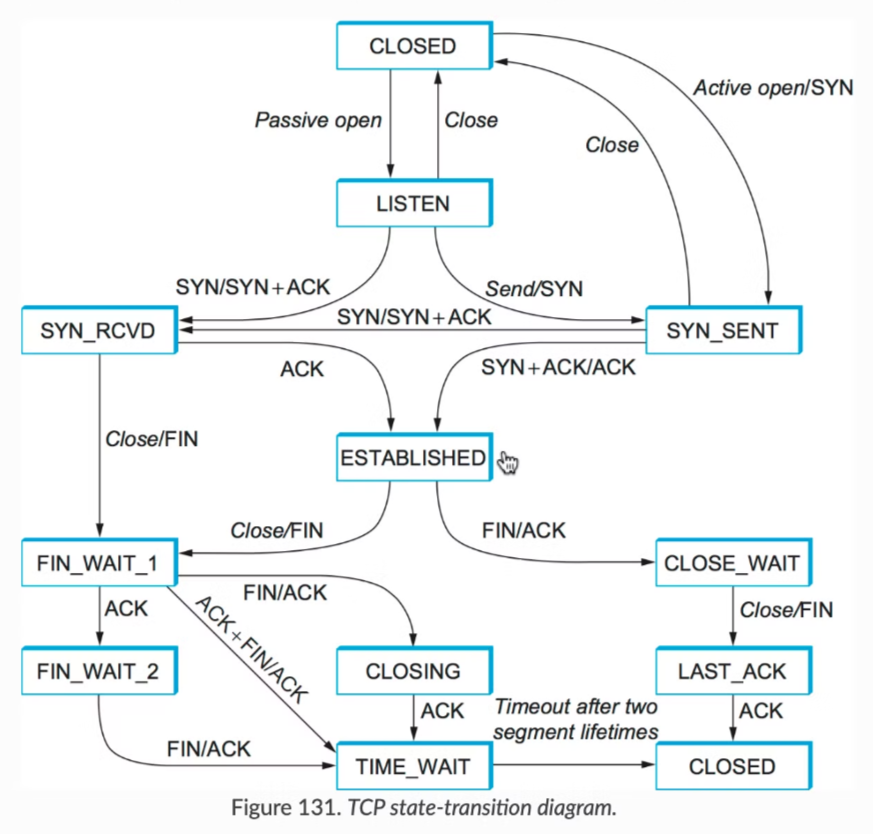 CLOSED
Active open/SYN
Passive open
Close
Close
LISTEN
SYN/SYN+ACK
Send/SYN
SYN/SYN+ACK
SYN_RCVD
SYN_SENT
ACK
SYN+ACK/ACK
Close/FIN
ESTABLISHED
Close/FIN
FIN/ACK
FIN_WAIT_1
CLOSE_WAIT
FIN/ACK
ACK
ACK+FIN/ACK
Close/FIN
FIN_WAIT_2
CLOSING
LAST_ACK
ACK
Timeout after two
segment lifetimes
ACK
FIN/ACK
TIME_WAIT
CLOSED
Figure 131. TCP state-transition diagram.